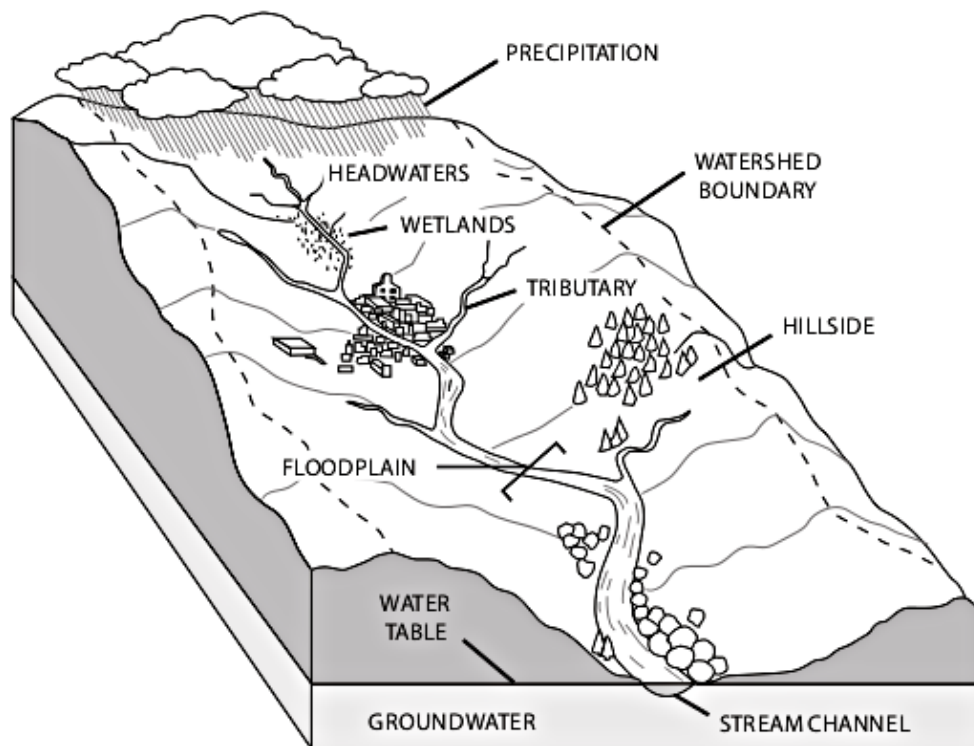 PRECIPITATION
WATERSHED
BOUNDARY
HEADWATERS
WETLANDS
TRIBUTARY
HILLSIDE
FLOODPLAIN
WATER
TABLE
GROUNDWATER
STREAM CHANNEL